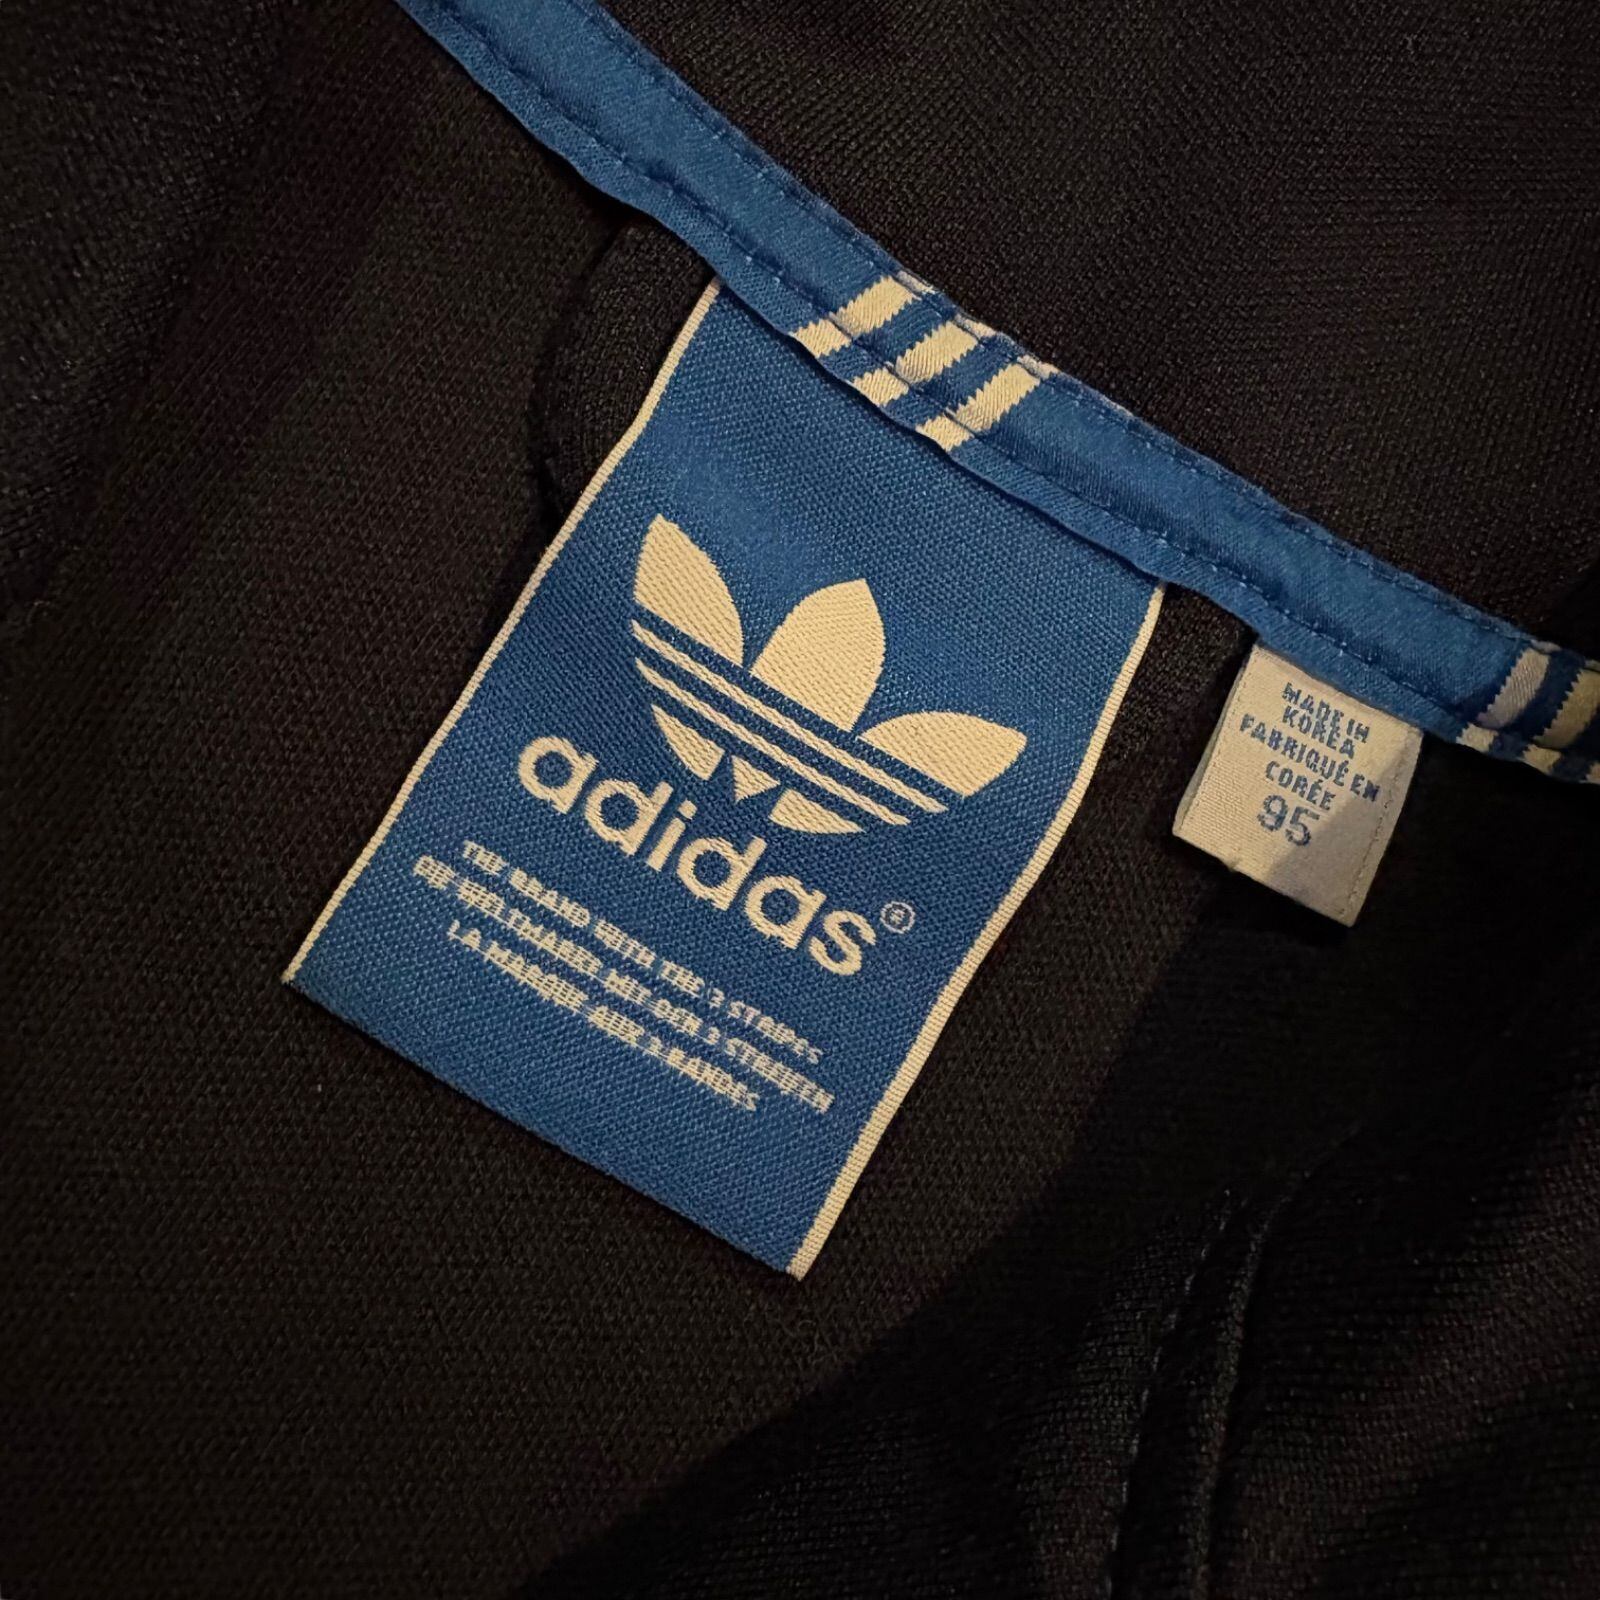 adidas®
THE BRAND WITH THE 3 STRIPES
DIE WELTMARKE MIT DEN 3 STREIFEN
LA MARQUE AUX 3 BANDES
MADE IN
KOREA
FABRIQUÉ EN
CORÉE
95